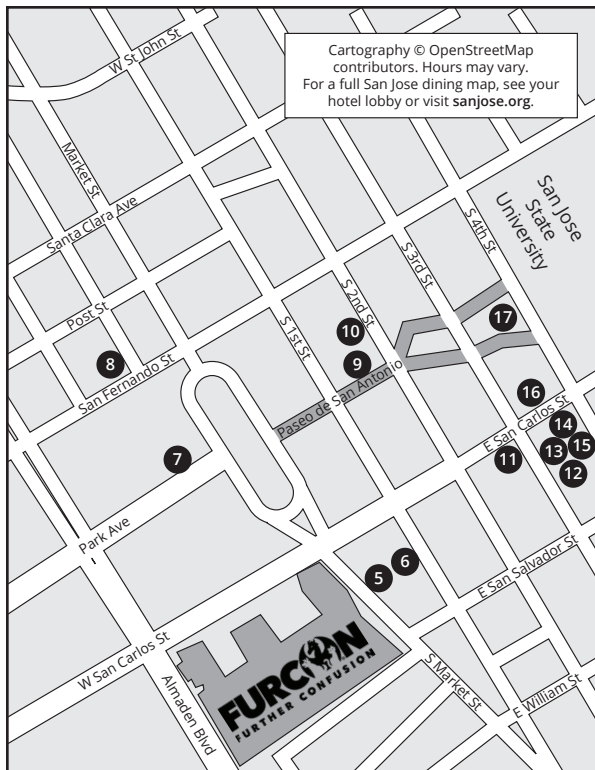 Cartography © OpenStreetMap
contributors. Hours may vary.
For a full San Jose dining map, see your
hotel lobby or visit sanjose.org.
W St John St
Market St
Santa Clara Ave
San Jose
State
University
S 4th St
S 3rd St
S 2nd St
S 1st St
Post St
17
10
9
8
San Fernando St
Paseo de San Antonio
16
E San Carlos St
14
15
13
12
11
7
Park Ave
6
5
E San Salvador St
W San Carlos St
FURCON
FURTHER CONFUSION
Almaden Blvd
S Market St
E William St